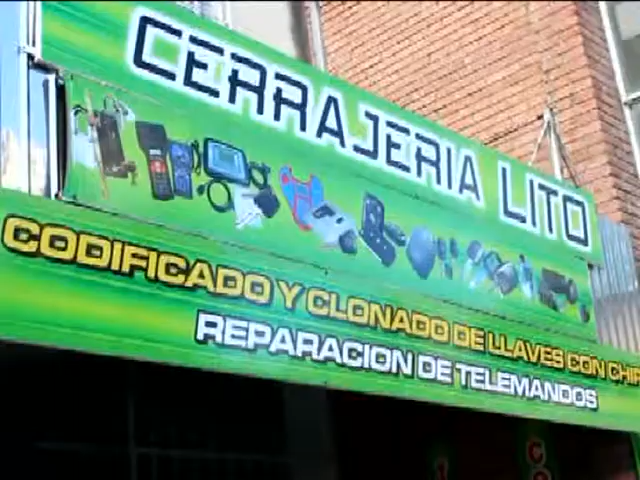 CERRAJERIA LITO
CODIFICADO Y CLONADO DE LLAVES CON CHIP
REPARACION DE TELEMANDOS